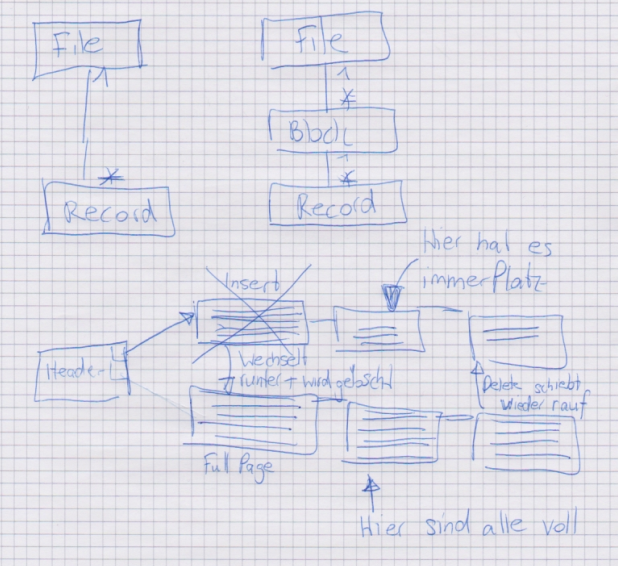 File
1
*
Record
File
1
*
Block
1
*
Record
Hier hat es
immer Platz
Insert
Header
Wechselt
runter + wird gelöscht
Delete schiebt
wieder rauf
Full Page
Hier sind alle voll